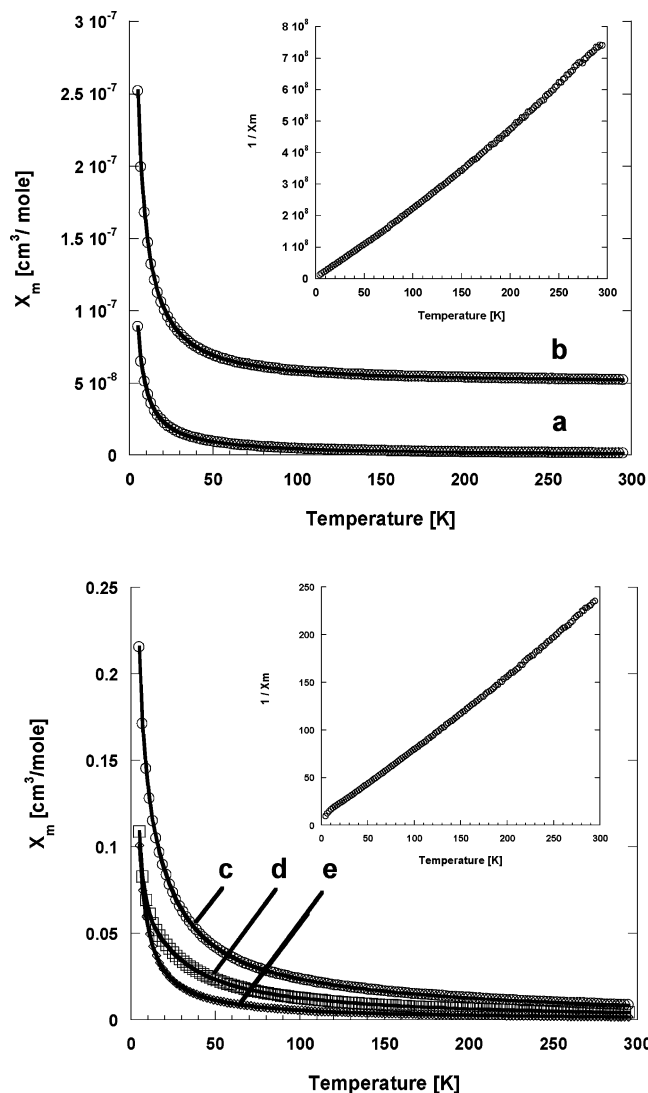 3 10⁻⁷
2.5 10⁻⁷
2 10⁻⁷
1.5 10⁻⁷
1 10⁻⁷
5 10⁻⁸
0
Xₘ [cm³/ mole]
0 50 100 150 200 250 300
Temperature [K]
b
a
8 10⁸
7 10⁸
6 10⁸
5 10⁸
4 10⁸
3 10⁸
2 10⁸
1 10⁸
0
1 / Xm
0 50 100 150 200 250 300
Temperature [K]
0.25
0.2
0.15
0.1
0.05
0
Xₘ [cm³/mole]
0 50 100 150 200 250 300
Temperature [K]
c d e
250
200
150
100
50
0
1 / Xm
0 50 100 150 200 250 300
Temperature [K]